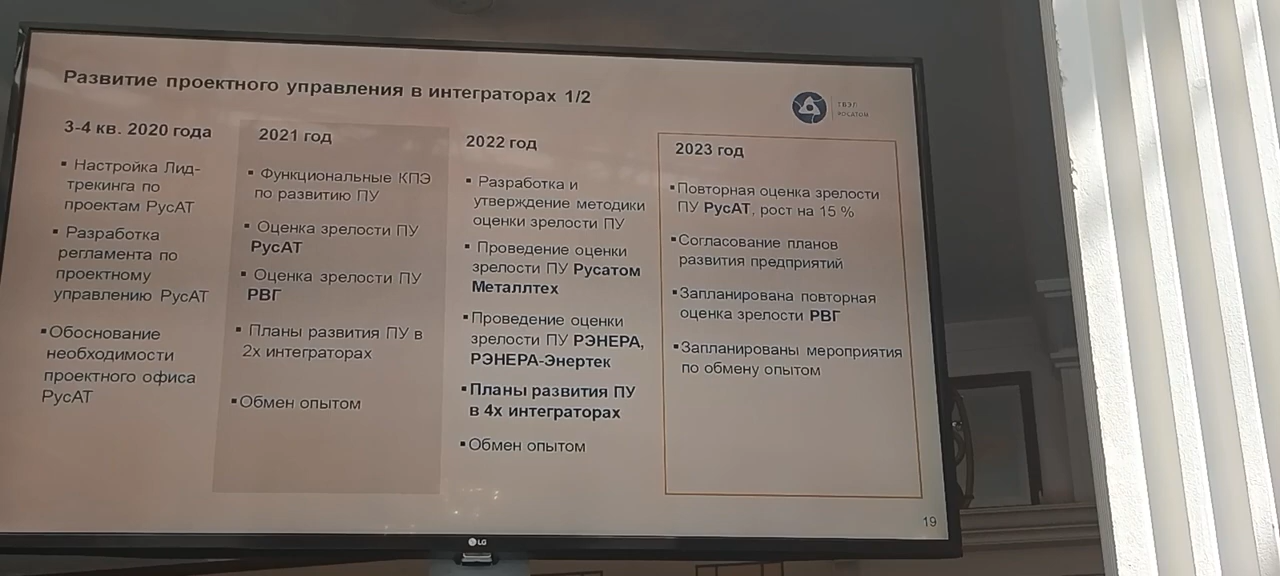 Развитие проектного управления в интеграторах 1/2
ТВЭЛ
РОСАТОМ
3-4 кв. 2020 года
▪ Настройка Лид-
трекинга по
проектам РусАТ
▪ Разработка
регламента по
проектному
управлению РусАТ
▪Обоснование
необходимости
проектного офиса
РусАТ
2021 год
▪ Функциональные КПЭ
по развитию ПУ
▪ Оценка зрелости ПУ
РусАТ
▪ Оценка зрелости ПУ
РВГ
▪ Планы развития ПУ в
2х интеграторах
▪Обмен опытом
2022 год
▪ Разработка и
утверждение методики
оценки зрелости ПУ
▪ Проведение оценки
зрелости ПУ Русатом
Металлтех
▪Проведение оценки
зрелости ПУ РЭНЕРА,
РЭНЕРА-Энертек
▪Планы развития ПУ
в 4х интеграторах
▪Обмен опытом
2023 год
▪Повторная оценка зрелости
ПУ РусАТ, рост на 15 %
▪Согласование планов
развития предприятий
▪Запланирована повторная
оценка зрелости РВГ
▪Запланированы мероприятия
по обмену опытом
19
LG